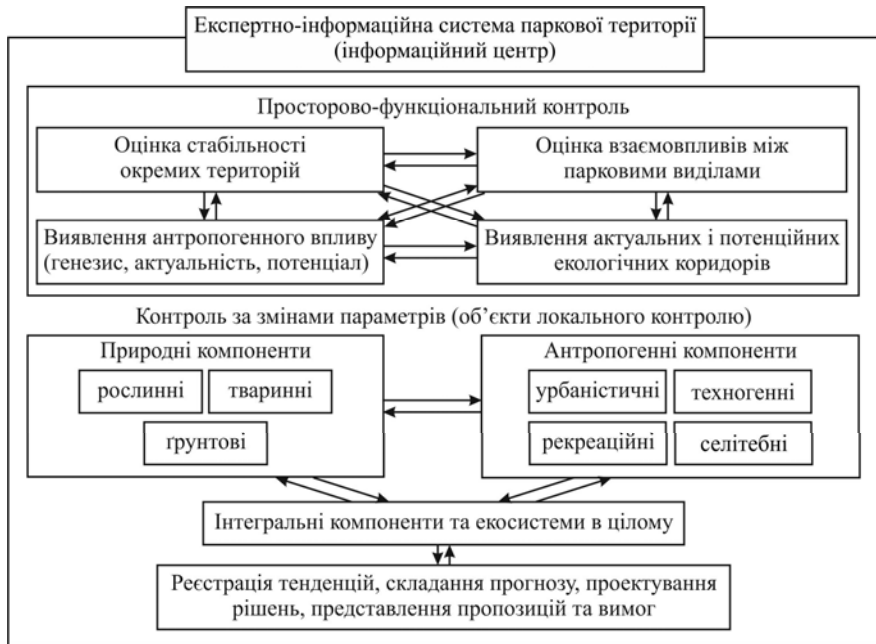 Експертно-інформаційна система паркової території
(інформаційний центр)
Просторово-функціональний контроль
Оцінка стабільності
окремих територій
Оцінка взаємовпливів між
парковими виділами
Виявлення антропогенного впливу
(генезис, актуальність, потенціал)
Виявлення актуальних і потенційних
екологічних коридорів
Контроль за змінами параметрів (об’єкти локального контролю)
Природні компоненти
рослинні
тваринні
ґрунтові
Антропогенні компоненти
урбаністичні
техногенні
рекреаційні
селітебні
Інтегральні компоненти та екосистеми в цілому
Реєстрація тенденцій, складання прогнозу, проектування
рішень, представлення пропозицій та вимог